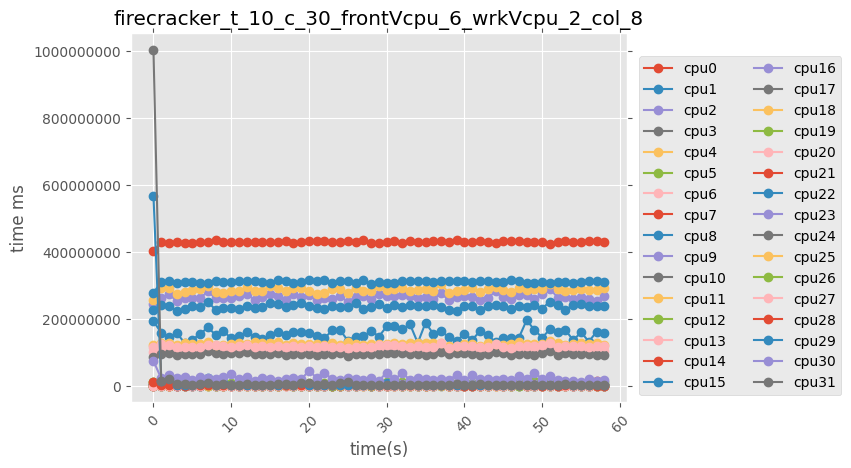 firecracker_t_10_c_30_frontVcpu_6_wrkVcpu_2_col_8
1000000000
800000000
600000000
400000000
200000000
0
time ms
0
10
20
30
40
50
60
time(s)
cpu0
cpu1
cpu2
cpu3
cpu4
cpu5
cpu6
cpu7
cpu8
cpu9
cpu10
cpu11
cpu12
cpu13
cpu14
cpu15
cpu16
cpu17
cpu18
cpu19
cpu20
cpu21
cpu22
cpu23
cpu24
cpu25
cpu26
cpu27
cpu28
cpu29
cpu30
cpu31